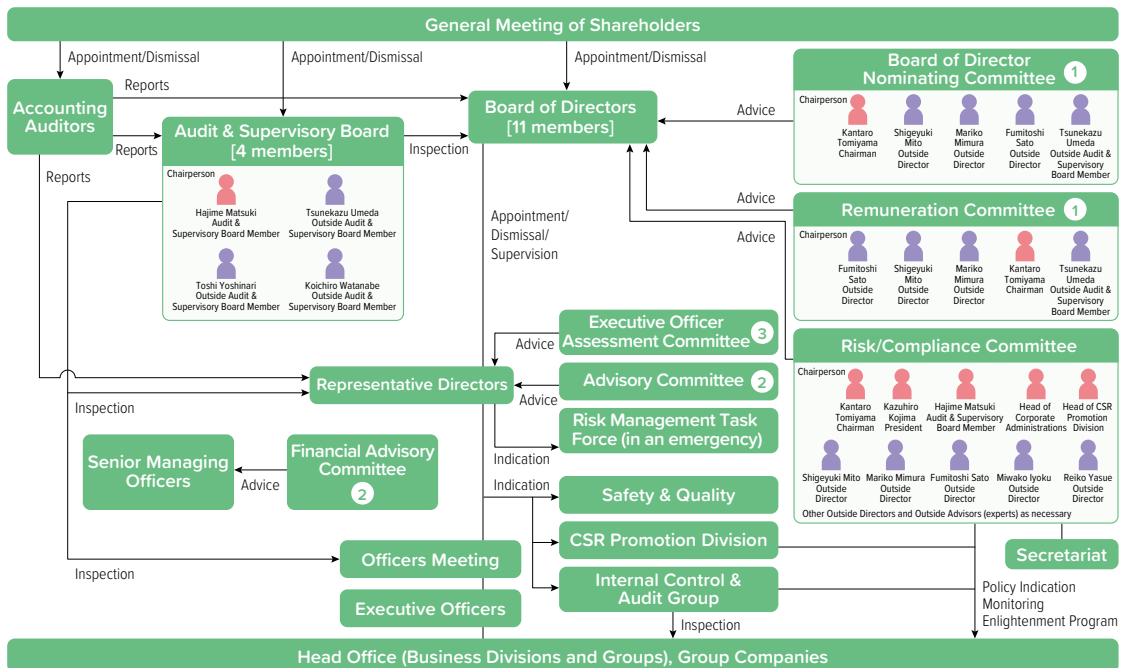 General Meeting of Shareholders
Appointment/Dismissal
Appointment/Dismissal
Appointment/Dismissal
Accounting
Auditors
Reports
Reports
Reports
Audit & Supervisory Board
[4 members]
Chairperson
Hajime Matsuki
Audit &
Supervisory Board Member
Tsunekazu Umeda
Outside Audit &
Supervisory Board Member
Toshi Yoshinari
Outside Audit &
Supervisory Board Member
Koichiro Watanabe
Outside Audit &
Supervisory Board Member
Inspection
Board of Directors
[11 members]
Advice
Board of Director
Nominating Committee 1
Chairperson
Kantaro
Tomiyama
Chairman
Shigeyuki
Mito
Outside
Director
Mariko
Mimura
Outside
Director
Fumitoshi
Sato
Outside
Director
Tsunekazu
Umeda
Outside Audit &
Supervisory
Board Member
Advice
Remuneration Committee 1
Chairperson
Fumitoshi
Sato
Outside
Director
Shigeyuki
Mito
Outside
Director
Mariko
Mimura
Outside
Director
Kantaro
Tomiyama
Chairman
Tsunekazu
Umeda
Outside Audit &
Supervisory
Board Member
Advice
Risk/Compliance Committee
Chairperson
Kantaro
Tomiyama
Chairman
Kazuhiro
Kojima
President
Hajime Matsuki
Audit & Supervisory
Board Member
Head of
Corporate
Administrations
Head of CSR
Promotion
Division
Shigeyuki Mito
Outside
Director
Mariko Mimura
Outside
Director
Fumitoshi Sato
Outside
Director
Miwako Iyoku
Outside
Director
Reiko Yasue
Outside
Director
Other Outside Directors and Outside Advisors (experts) as necessary
Secretariat
Appointment/
Dismissal/
Supervision
Executive Officer
Assessment Committee 3
Advice
Representative Directors
Advisory Committee 2
Advice
Inspection
Risk Management Task
Force (in an emergency)
Indication
Senior Managing
Officers
Advice
Financial Advisory
Committee
2
Indication
Safety & Quality
CSR Promotion Division
Internal Control &
Audit Group
Officers Meeting
Inspection
Executive Officers
Inspection
Policy Indication
Monitoring
Enlightenment Program
Head Office (Business Divisions and Groups), Group Companies